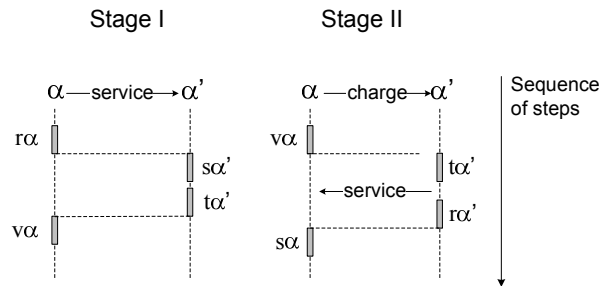 Stage I
Stage II
α service α’
α charge α’
Sequence
of steps
rα
sα’
tα’
vα
vα
tα’
service
rα’
sα